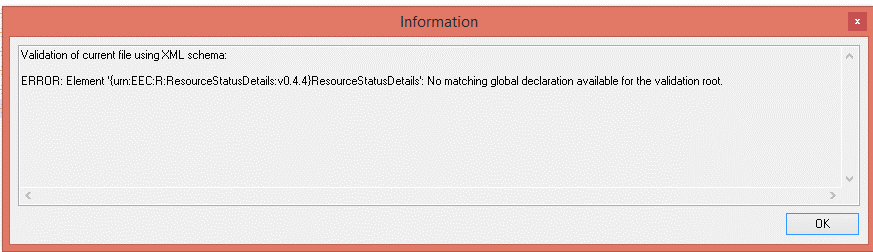 Information
x
Validation of current file using XML schema:
ERROR: Element '{urn:EEC:R:ResourceStatusDetails:v0.4.4}ResourceStatusDetails': No matching global declaration available for the validation root.
OK